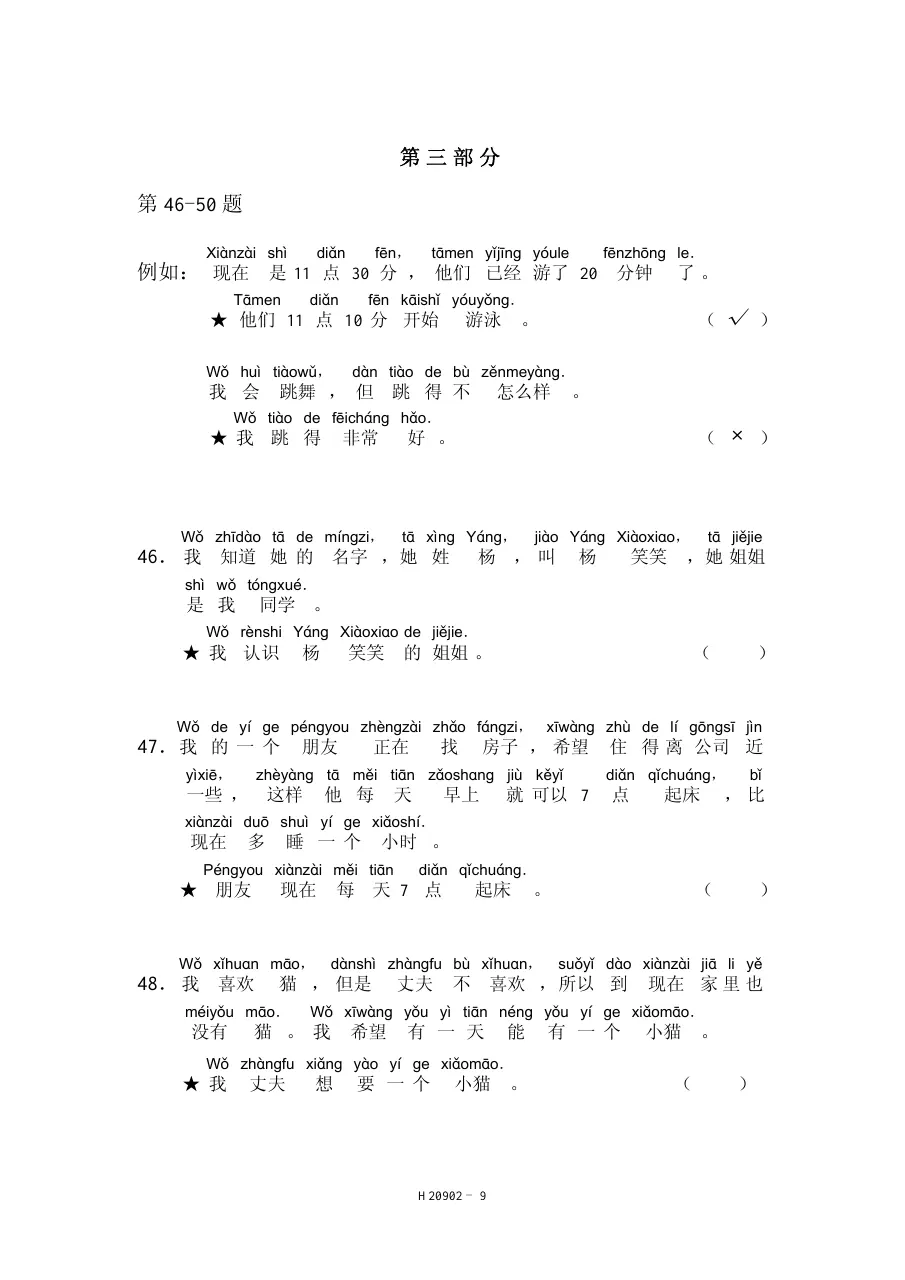 第三部分
第 46-50 题
Xiànzài shì diǎn fēn, tāmen yǐjīng yóule fēnzhōng le.
例如： 现在 是 11 点 30 分 ， 他们 已经 游了 20 分钟 了 。
Tāmen diǎn fēn kāishǐ yóuyǒng.
★ 他们 11 点 10 分 开始 游泳 。 （ √ ）
Wǒ huì tiàowǔ, dàn tiào de bù zěnmeyàng.
我 会 跳舞 ， 但 跳 得 不 怎么样 。
Wǒ tiào de fēicháng hǎo.
★ 我 跳 得 非常 好 。 （ × ）
Wǒ zhīdào tā de míngzi, tā xìng Yáng, jiào Yáng Xiàoxiao, tā jiějie
46． 我 知道 她 的 名字 ，她 姓 杨 ，叫 杨 笑笑 ，她 姐姐
shì wǒ tóngxué.
是 我 同学 。
Wǒ rènshi Yáng Xiàoxiao de jiějie.
★ 我 认识 杨 笑笑 的 姐姐 。 （ ）
Wǒ de yí ge péngyou zhèngzài zhǎo fángzi, xīwàng zhù de lí gōngsī jìn
47．我 的 一 个 朋友 正在 找 房子 ，希望 住 得 离 公司 近
yìxiē, zhèyàng tā měi tiān zǎoshang jiù kěyǐ diǎn qǐchuáng, bǐ
一些 ， 这样 他 每 天 早上 就 可以 7 点 起床 ，比
xiànzài duō shuì yí ge xiǎoshí.
现在 多 睡 一 个 小时 。
Péngyou xiànzài měi tiān diǎn qǐchuáng.
★ 朋友 现在 每 天 7 点 起床 。 （ ）
Wǒ xǐhuan māo, dànshì zhàngfu bù xǐhuan, suǒyǐ dào xiànzài jiā li yě
48．我 喜欢 猫 ，但是 丈夫 不 喜欢 ，所以 到 现在 家 里 也
méiyǒu māo. Wǒ xīwàng yǒu yì tiān néng yǒu yí ge xiǎomāo.
没有 猫 。 我 希望 有 一 天 能 有 一 个 小猫 。
Wǒ zhàngfu xiǎng yào yí ge xiǎomāo.
★ 我 丈夫 想 要 一 个 小猫 。 （ ）
H20902－ 9